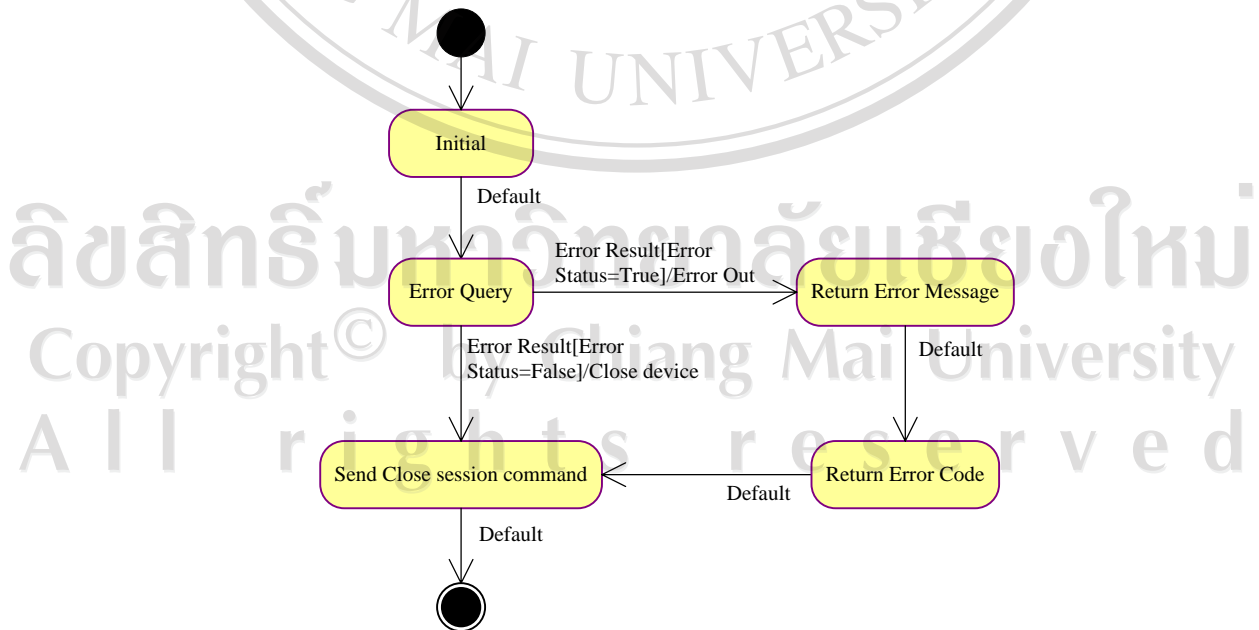 E MAI UNIVERSI
Initial
Default
ลิขสิทธิ์มหาวิทยาลัยเชียงใหม่
Error Result[Error
Status=True]/Error Out
Error Query
Return Error Message
Copyright© by Chiang Mai University
Error Result[Error
Status=False]/Close device
Default
All rights reserved
Send Close session command
Default
Return Error Code
Default